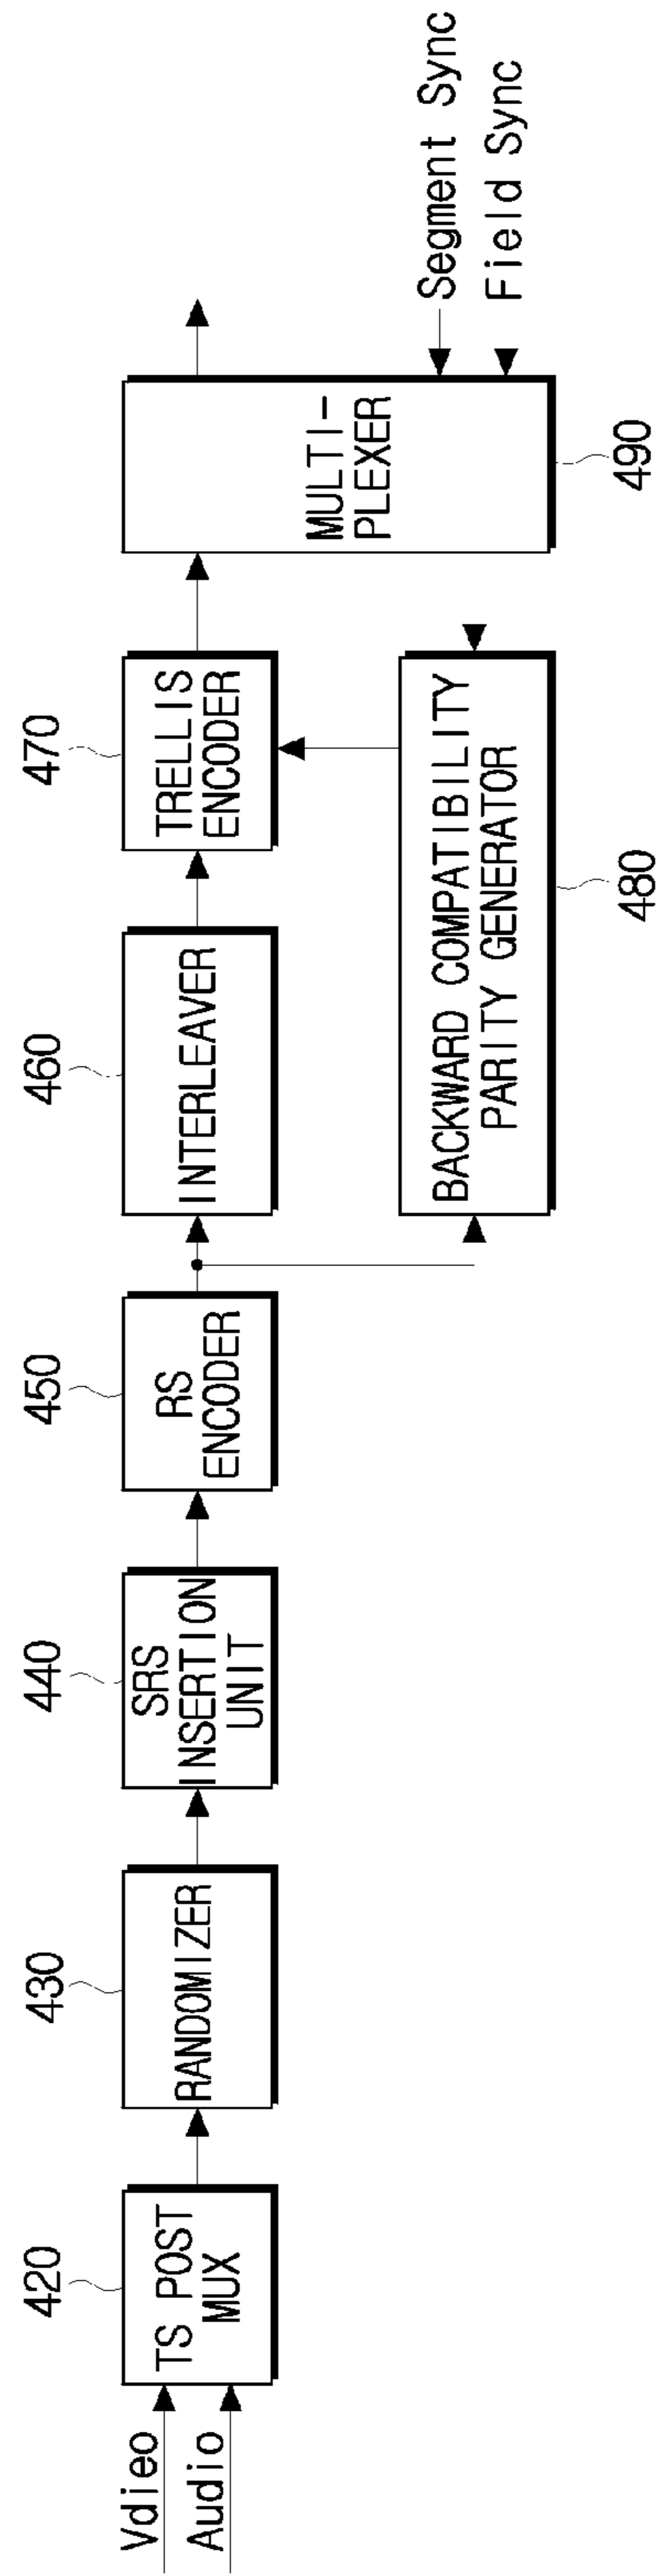 420
430
440
450
460
470
Vdieo
Audio
TS POST
MUX
RANDOMIZER
SRS
INSERTION
UNIT
RS
ENCODER
INTERLEAVER
TRELLIS
ENCODER
MULTI-
PLEXER
BACKWARD COMPATIBILITY
PARITY GENERATOR
Segment Sync
Field Sync
480
490